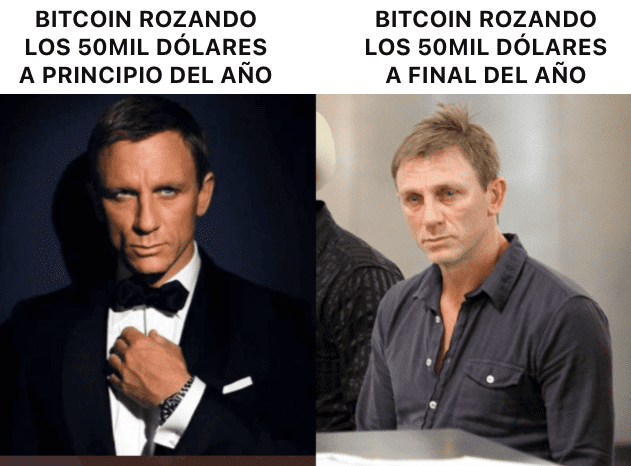 BITCOIN ROZANDO
LOS 50MIL DÓLARES
A PRINCIPIO DEL AÑO
BITCOIN ROZANDO
LOS 50MIL DÓLARES
A FINAL DEL AÑO